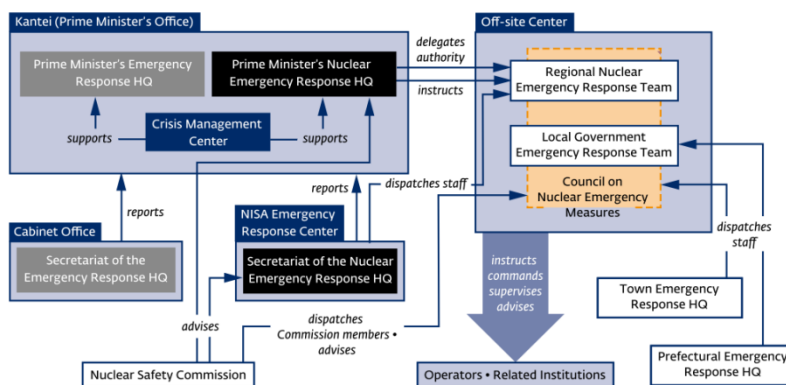 Kantei (Prime Minister's Office)
Prime Minister's Emergency
Response HQ
Prime Minister's Nuclear
Emergency Response HQ
Crisis Management
Center
supports
supports
delegates
authority
instructs
Off-site Center
Regional Nuclear
Emergency Response Team
Local Government
Emergency Response Team
Council on
Nuclear Emergency
Measures
reports
reports
dispatches staff
Cabinet Office
Secretariat of the
Emergency Response HQ
NISA Emergency
Response Center
Secretariat of the Nuclear
Emergency Response HQ
dispatches
staff
instructs
commands
supervises
advises
Town Emergency
Response HQ
advises
dispatches
Commission members •
advises
Nuclear Safety Commission
Operators • Related Institutions
Prefectural Emergency
Response HQ